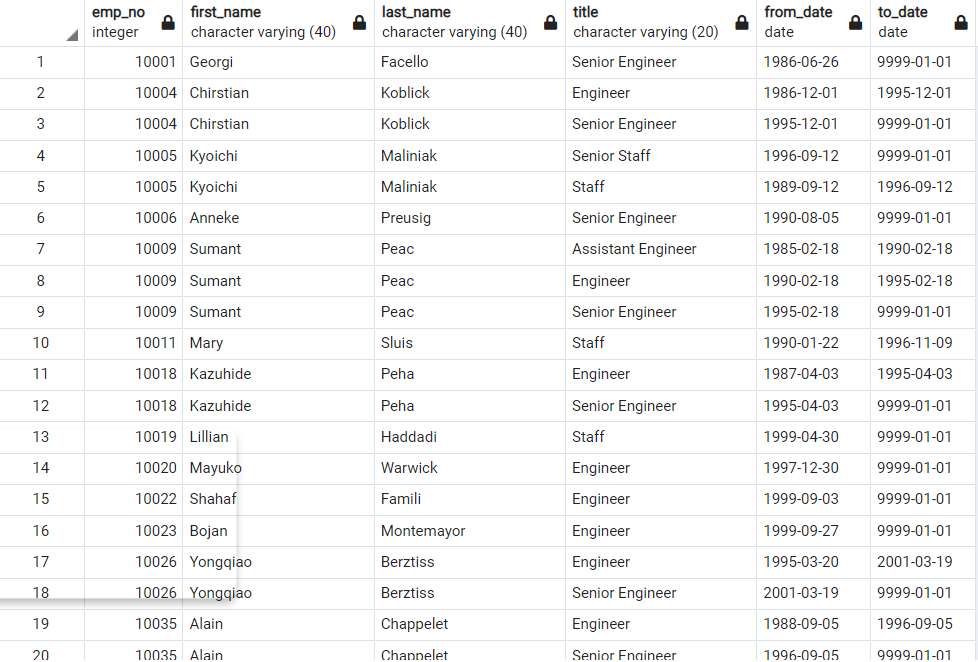 emp_no first_name last_name title from_date to_date
integer character varying (40) character varying (40) character varying (20) date date
1 10001 Georgi Facello Senior Engineer 1986-06-26 9999-01-01
2 10004 Chirstian Koblick Engineer 1986-12-01 1995-12-01
3 10004 Chirstian Koblick Senior Engineer 1995-12-01 9999-01-01
4 10005 Kyoichi Maliniak Senior Staff 1996-09-12 9999-01-01
5 10005 Kyoichi Maliniak Staff 1989-09-12 1996-09-12
6 10006 Anneke Preusig Senior Engineer 1990-08-05 9999-01-01
7 10009 Sumant Peac Assistant Engineer 1985-02-18 1990-02-18
8 10009 Sumant Peac Engineer 1990-02-18 1995-02-18
9 10009 Sumant Peac Senior Engineer 1995-02-18 9999-01-01
10 10011 Mary Sluis Staff 1990-01-22 1996-11-09
11 10018 Kazuhide Peha Engineer 1987-04-03 1995-04-03
12 10018 Kazuhide Peha Senior Engineer 1995-04-03 9999-01-01
13 10019 Lillian Haddadi Staff 1999-04-30 9999-01-01
14 10020 Mayuko Warwick Engineer 1997-12-30 9999-01-01
15 10022 Shahaf Famili Engineer 1999-09-03 9999-01-01
16 10023 Bojan Montemayor Engineer 1999-09-27 9999-01-01
17 10026 Yongqiao Berztiss Engineer 1995-03-20 2001-03-19
18 10026 Yongqiao Berztiss Senior Engineer 2001-03-19 9999-01-01
19 10035 Alain Chappelet Engineer 1988-09-05 1996-09-05
20 10035 Alain Chappelet Senior Engineer 1996-09-05 9999-01-01